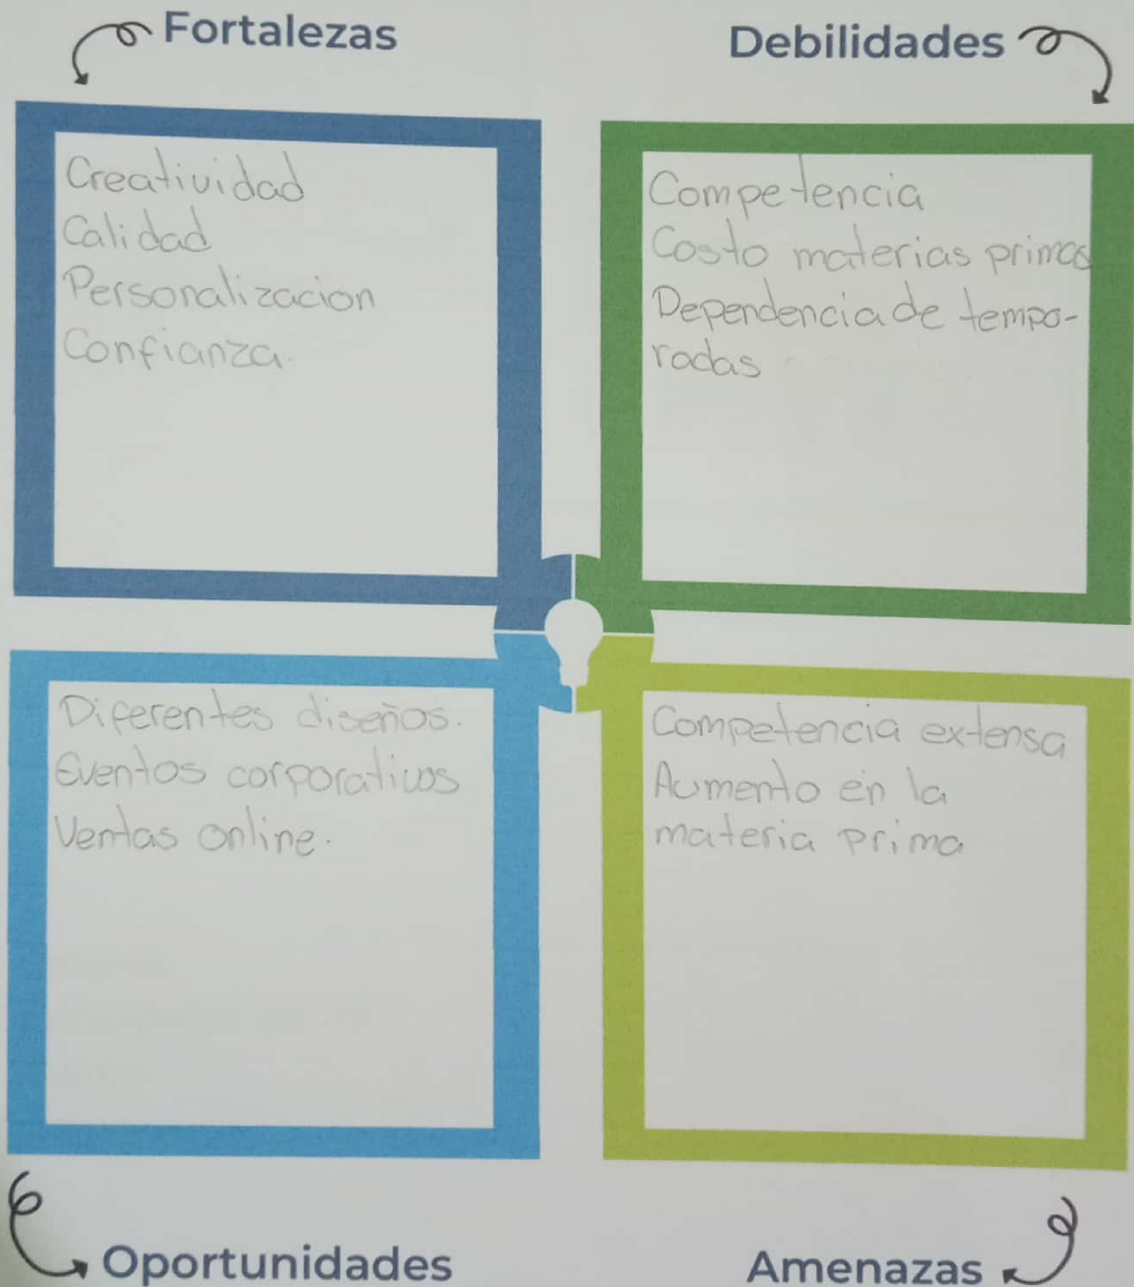 Fortalezas
Creatividad
Calidad
Personalizacion
Confianza.
Debilidades
Competencia
Costo materias primas
Dependencia de tempo-
radas
Diferentes diseños.
Eventos corporativos
Ventas online.
Oportunidades
Competencia extensa
Aumento en la
materia prima
Amenazas